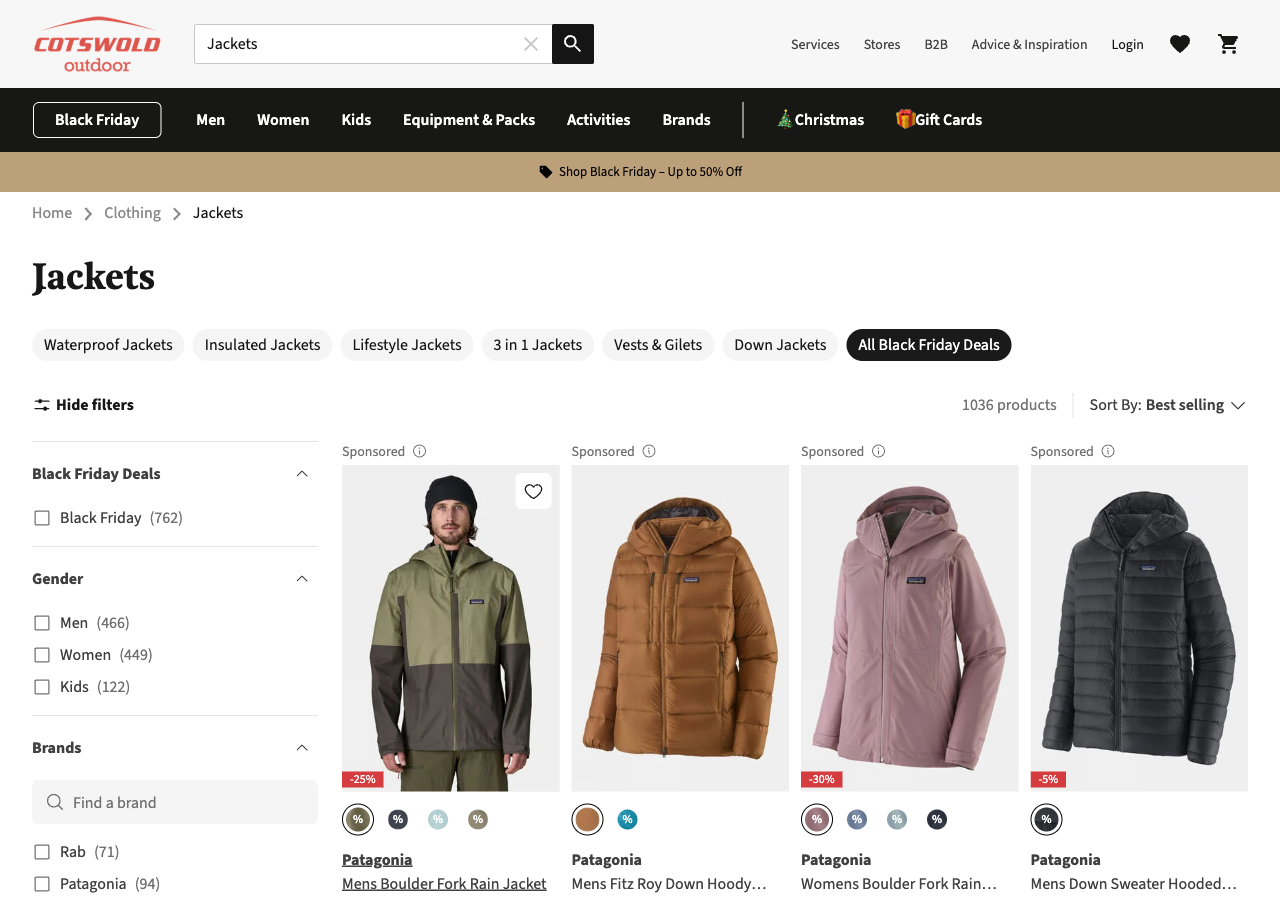 COTSWOLD
outdoor
Jackets
Services
Stores
B2B
Advice & Inspiration
Login
Black Friday
Men
Women
Kids
Equipment & Packs
Activities
Brands
Christmas
Gift Cards
Shop Black Friday – Up to 50% Off
Home
Clothing
Jackets
Jackets
Waterproof Jackets
Insulated Jackets
Lifestyle Jackets
3 in 1 Jackets
Vests & Gilets
Down Jackets
All Black Friday Deals
Hide filters
1036 products
Sort By: Best selling
Black Friday Deals
Black Friday (762)
Gender
Men (466)
Women (449)
Kids (122)
Brands
Find a brand
Rab (71)
Patagonia (94)
Sponsored
-25%
% % % %
Patagonia
Mens Boulder Fork Rain Jacket
Sponsored
%
Patagonia
Mens Fitz Roy Down Hoody…
Sponsored
-30%
% % % %
Patagonia
Womens Boulder Fork Rain…
Sponsored
-5%
%
Patagonia
Mens Down Sweater Hooded…